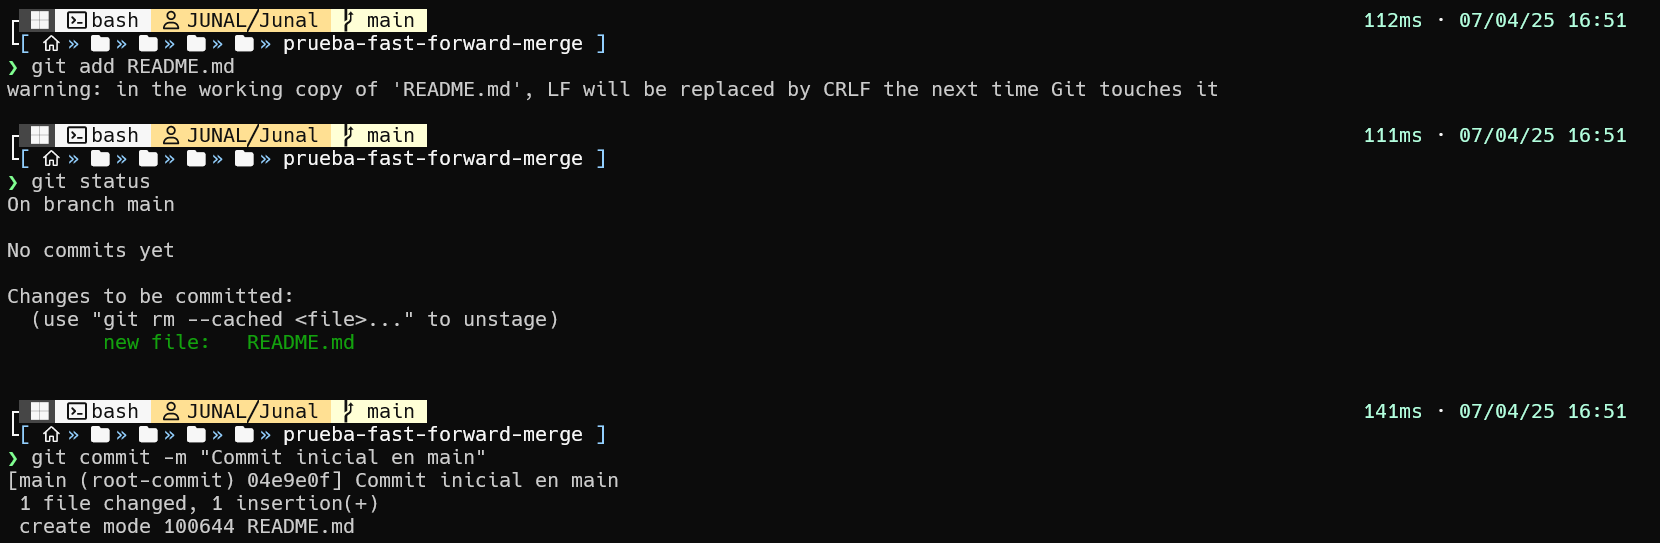 bash JUNAL/Junal main 112ms · 07/04/25 16:51
[ » » » » » prueba-fast-forward-merge ]
❯ git add README.md
warning: in the working copy of 'README.md', LF will be replaced by CRLF the next time Git touches it
bash JUNAL/Junal main 111ms · 07/04/25 16:51
[ » » » » » prueba-fast-forward-merge ]
❯ git status
On branch main
No commits yet
Changes to be committed:
(use "git rm --cached <file>..." to unstage)
new file: README.md
bash JUNAL/Junal main 141ms · 07/04/25 16:51
[ » » » » » prueba-fast-forward-merge ]
❯ git commit -m "Commit inicial en main"
[main (root-commit) 04e9e0f] Commit inicial en main
1 file changed, 1 insertion(+)
create mode 100644 README.md